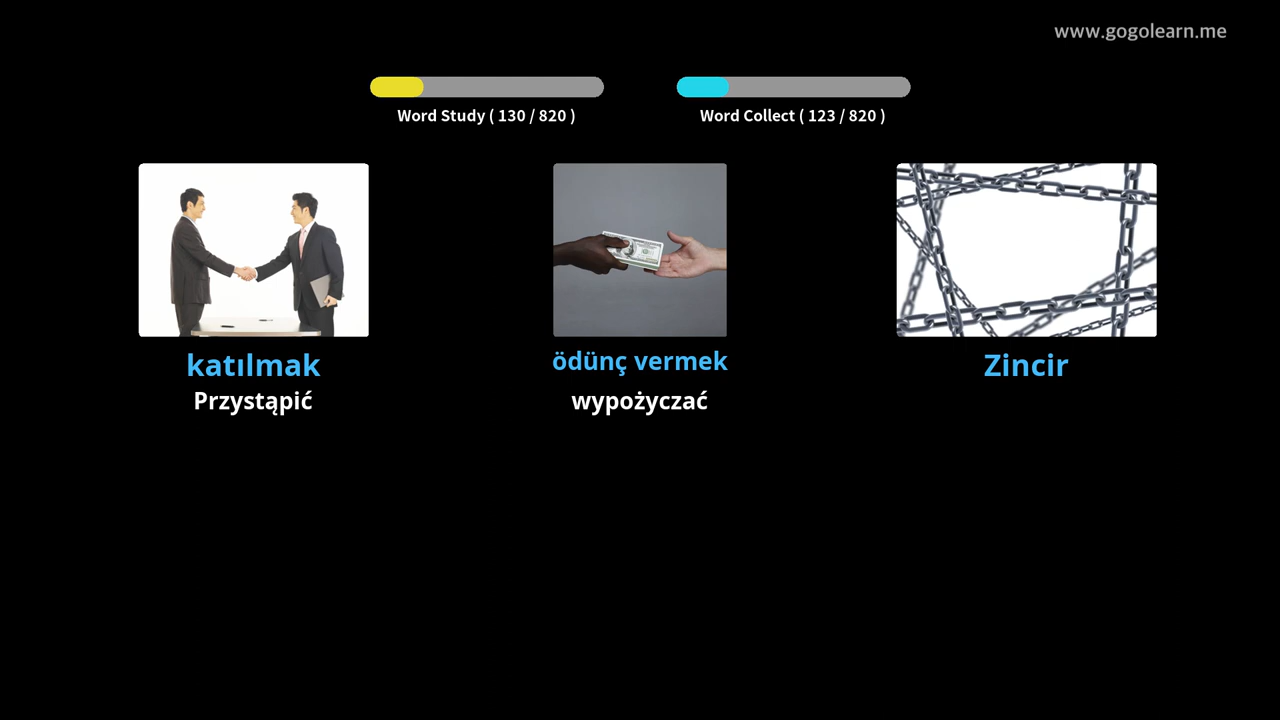 www.gogolearn.me
Word Study ( 130 / 820 )
Word Collect ( 123 / 820 )
katılmak
Przystąpić
ödünç vermek
wypożyczać
Zincir